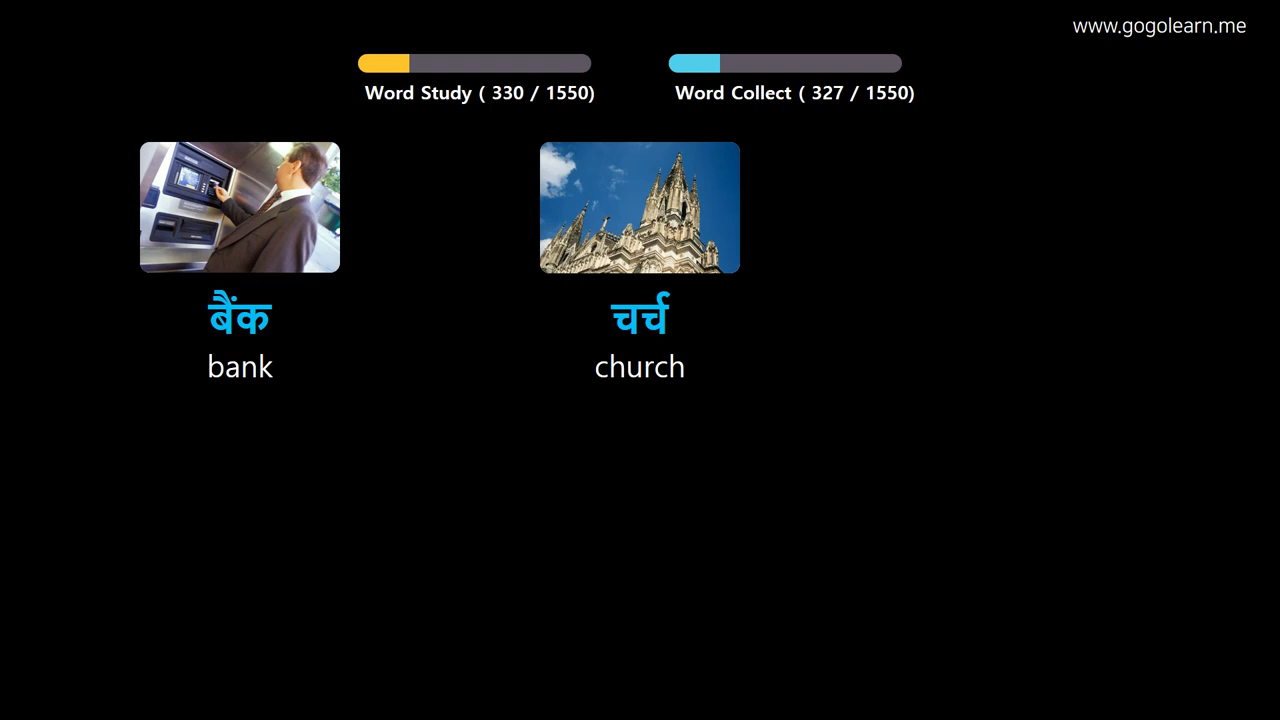 www.gogolearn.me
Word Study ( 330 / 1550)
Word Collect ( 327 / 1550)
बैंक
bank
चर्च
church